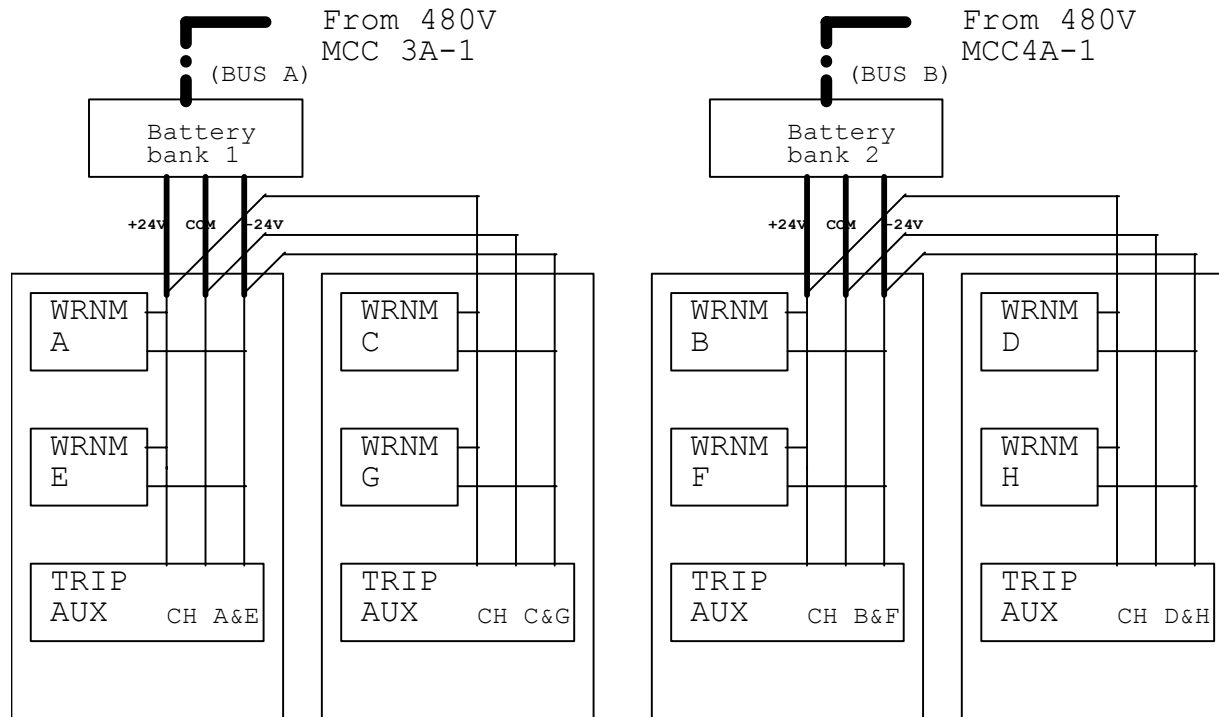 From 480V
MCC 3A-1
(BUS A)
Battery
bank 1
+24V COM -24V
WRNM
A
WRNM
E
TRIP
AUX CH A&E
WRNM
C
WRNM
G
TRIP
AUX CH C&G
From 480V
MCC4A-1
(BUS B)
Battery
bank 2
+24V COM -24V
WRNM
B
WRNM
F
TRIP
AUX CH B&F
WRNM
D
WRNM
H
TRIP
AUX CH D&H